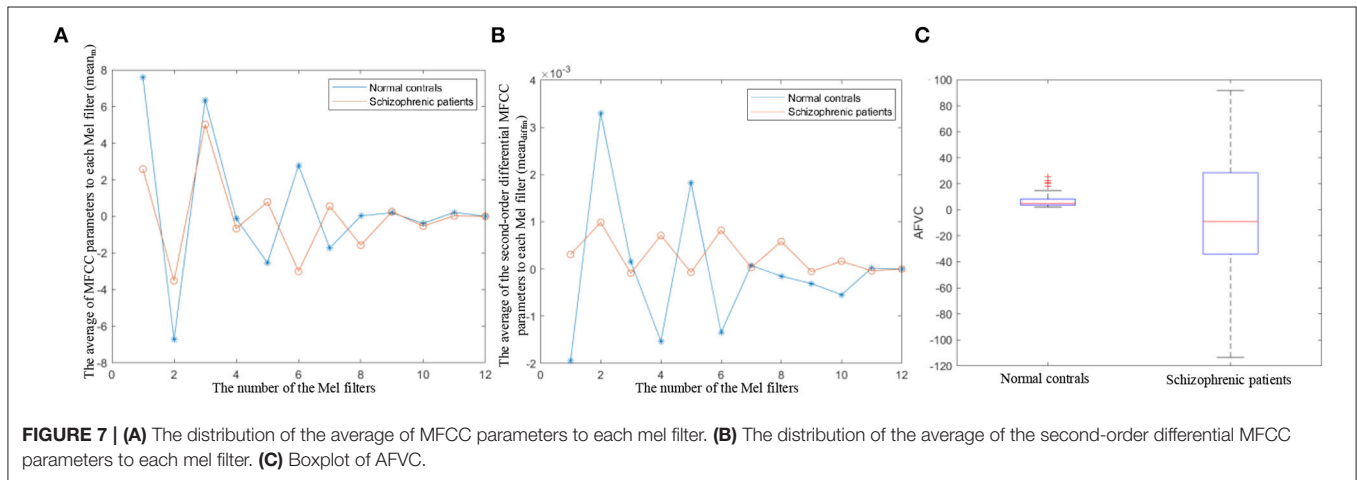 A
B
C
The average of MFCC parameters to each Mel filter (mean_m)
8
6
4
2
0
-2
-4
-6
-8
0
2
4
6
8
10
12
Normal contrals
Schizophrenic patients
The number of the Mel filters
The average of the second-order differential MFCC
parameters to each Mel filter (mean_diffm)
×10^-3
4
3
2
1
0
-1
-2
0
2
4
6
8
10
12
Normal contrals
Schizophrenic patients
The number of the Mel filters
AFVC
100
80
60
40
20
0
-20
-40
-60
-80
-100
-120
Normal contrals
Schizophrenic patients
FIGURE 7 | (A) The distribution of the average of MFCC parameters to each mel filter. (B) The distribution of the average of the second-order differential MFCC
parameters to each mel filter. (C) Boxplot of AFVC.